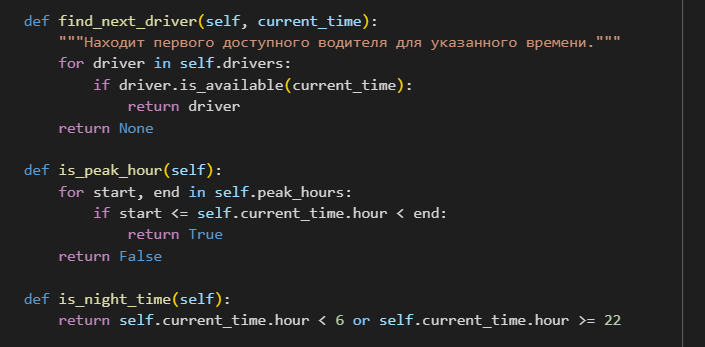 def find_next_driver(self, current_time):
    """Находит первого доступного водителя для указанного времени."""
    for driver in self.drivers:
        if driver.is_available(current_time):
            return driver
    return None

def is_peak_hour(self):
    for start, end in self.peak_hours:
        if start <= self.current_time.hour < end:
            return True
    return False

def is_night_time(self):
    return self.current_time.hour < 6 or self.current_time.hour >= 22